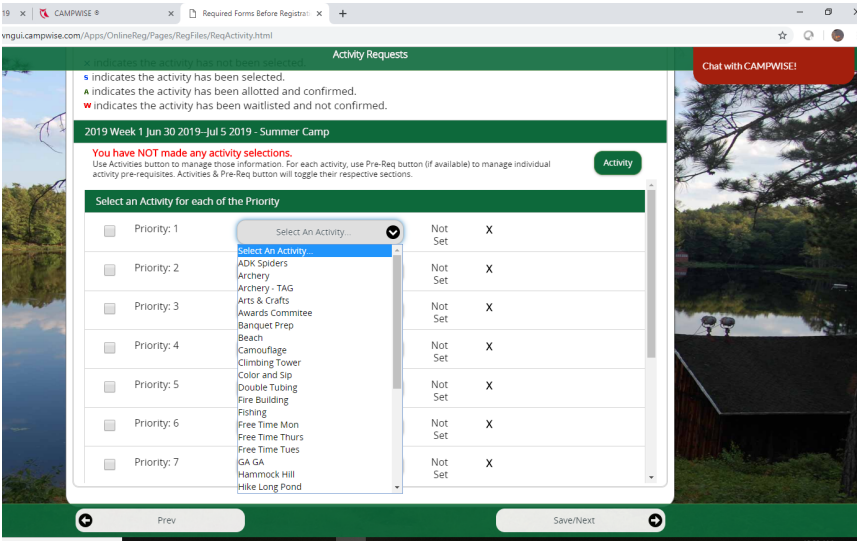 19
CAMPWISE ®
Required Forms Before Registrat
vngui.campwise.com/Apps/OnlineReg/Pages/RegFiles/ReqActivity.html
Activity Requests
Chat with CAMPWISE!
x indicates the activity has not been selected.
s indicates the activity has been selected.
A indicates the activity has been allotted and confirmed.
W indicates the activity has been waitlisted and not confirmed.
2019 Week 1 Jun 30 2019--Jul 5 2019 - Summer Camp
You have NOT made any activity selections.
Use Activities button to manage those information. For each activity, use Pre-Req button (if available) to manage individual
activity pre-requisites. Activities & Pre-Req button will toggle their respective sections.
Activity
Select an Activity for each of the Priority
Priority: 1
Select An Activity...
Not
Set
X
Select An Activity...
ADK Spiders
Archery
Archery - TAG
Arts & Crafts
Awards Commitee
Banquet Prep
Beach
Camouflage
Climbing Tower
Color and Sip
Double Tubing
Fire Building
Fishing
Free Time Mon
Free Time Thurs
Free Time Tues
GA GA
Hammock Hill
Hike Long Pond
Priority: 2
Not
Set
X
Priority: 3
Not
Set
X
Priority: 4
Not
Set
X
Priority: 5
Not
Set
X
Priority: 6
Not
Set
X
Priority: 7
Not
Set
X
Prev
Save/Next